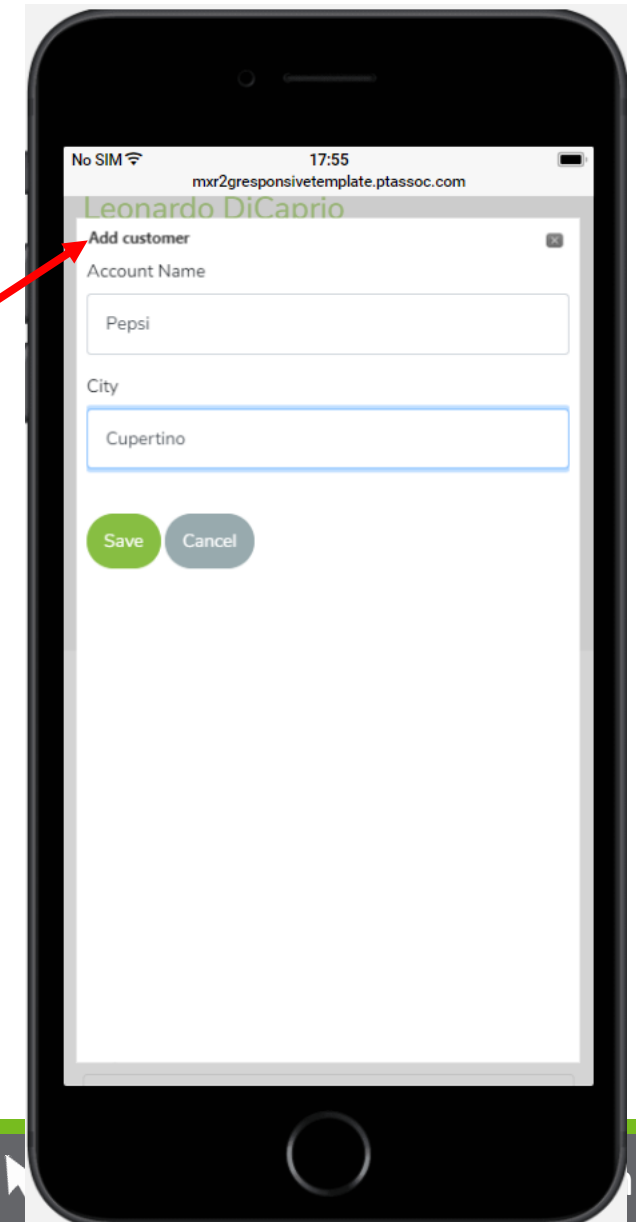 No SIM 17:55
mxr2gresponsivetemplate.ptassoc.com
Leonardo DiCaprio
Add customer
Account Name
Pepsi
City
Cupertino
Save Cancel